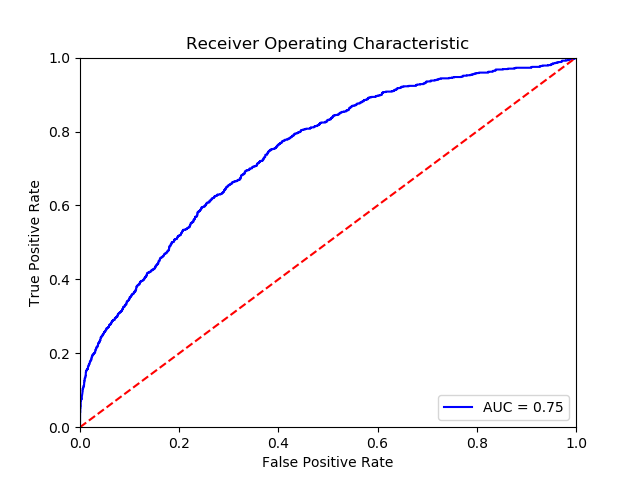 Receiver Operating Characteristic
1.0
0.8
0.6
0.4
0.2
0.0
True Positive Rate
AUC = 0.75
0.0 0.2 0.4 0.6 0.8 1.0
False Positive Rate